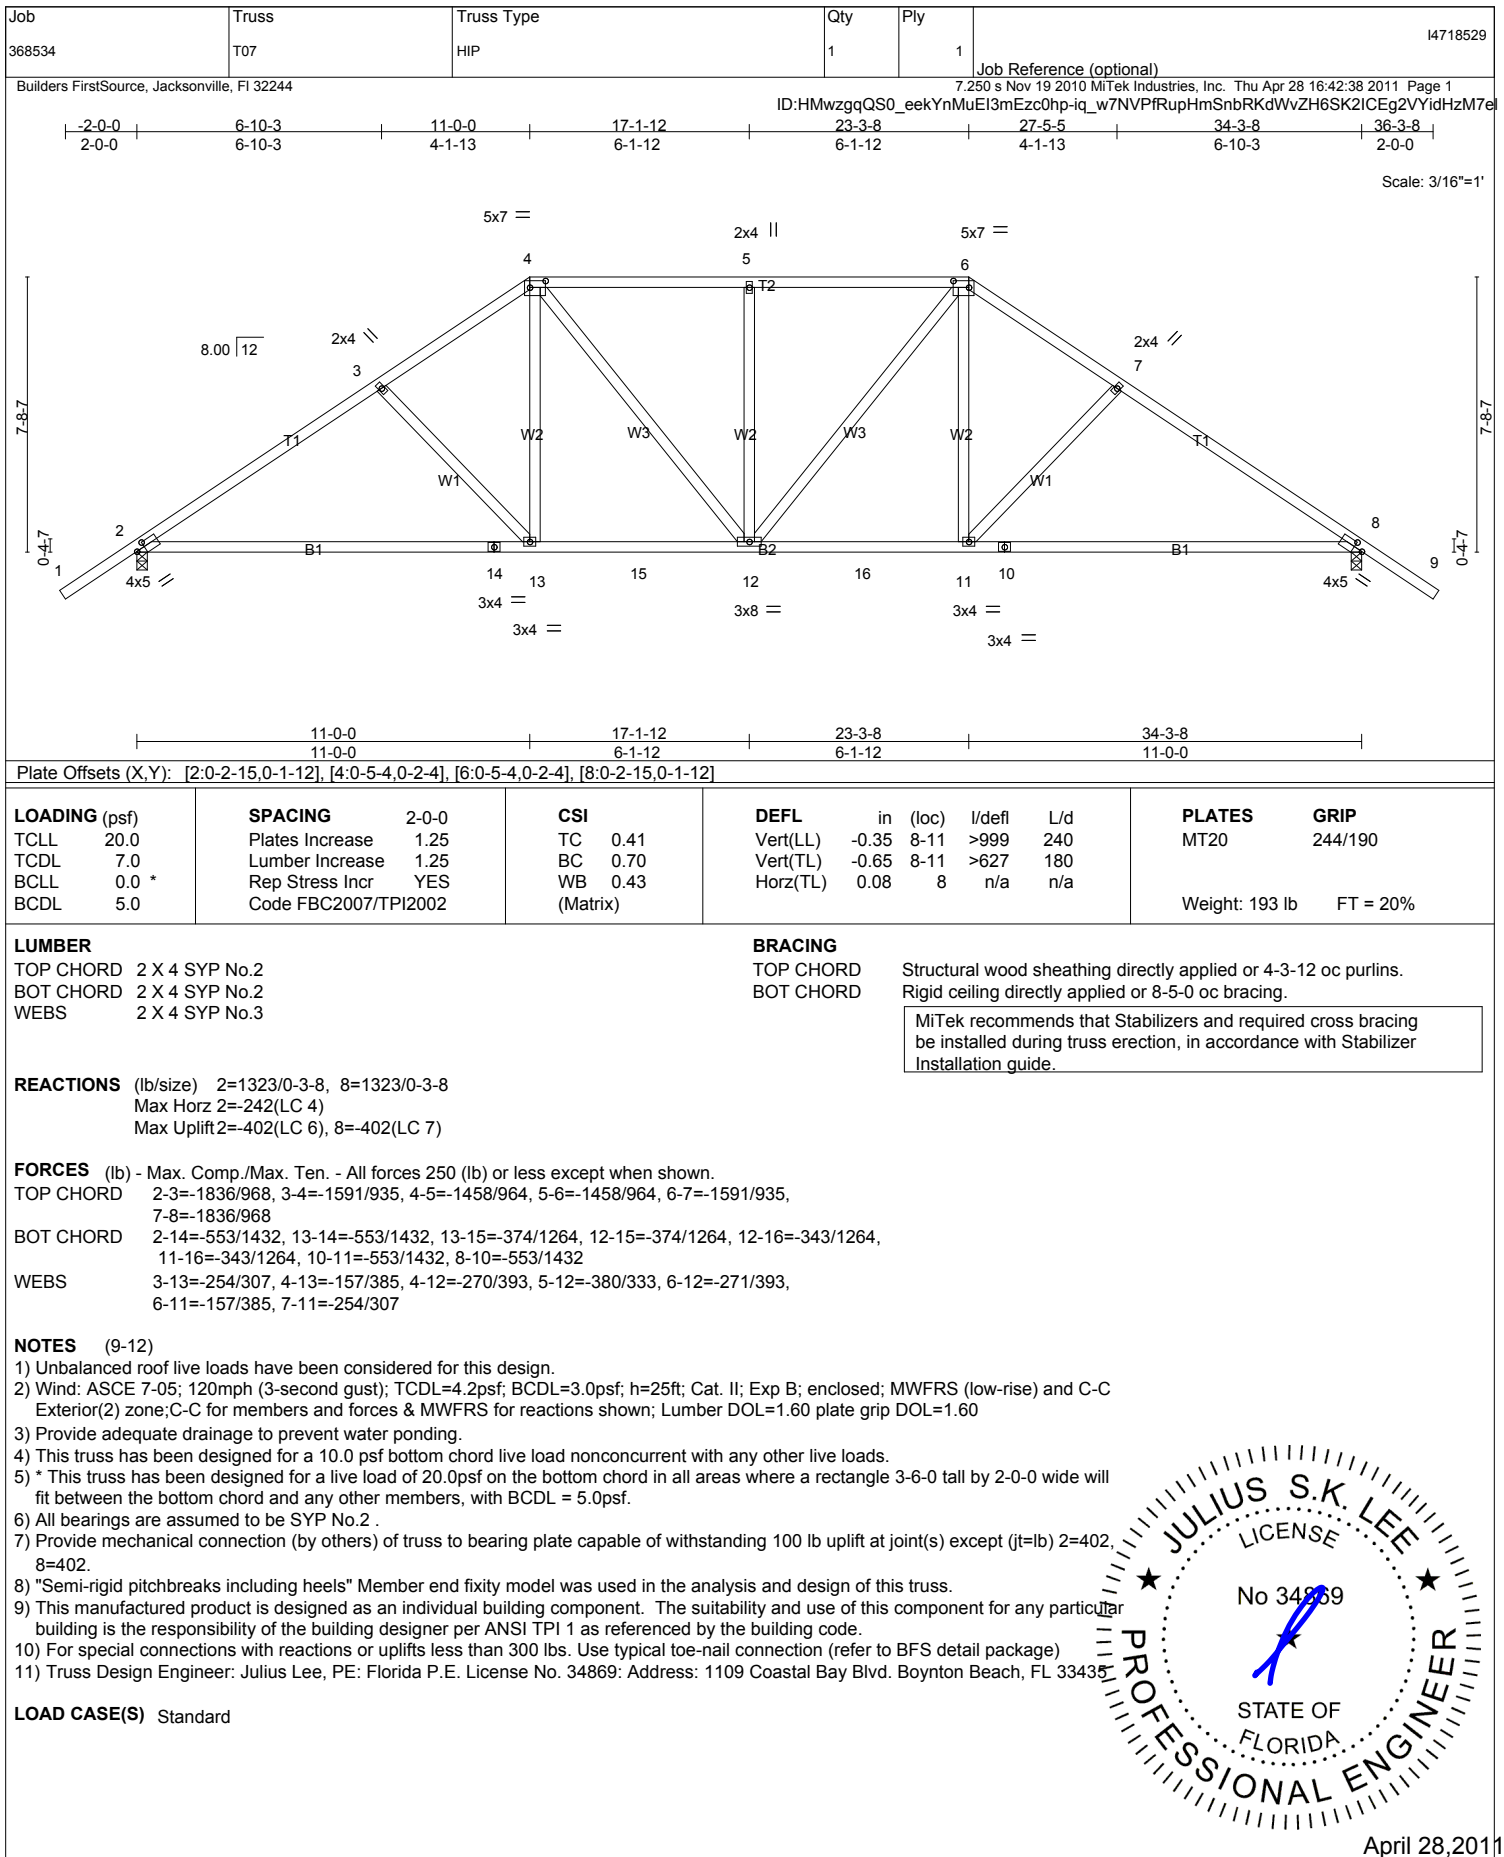 Job
Truss
Truss Type
Qty
Ply
368534
T07
HIP
1
1
I4718529
Job Reference (optional)
Builders FirstSource, Jacksonville, Fl 32244
7.250 s Nov 19 2010 MiTek Industries, Inc. Thu Apr 28 16:42:38 2011 Page 1
-2-0-0 6-10-3 11-0-0 17-1-12 23-3-8 27-5-5 34-3-8 36-3-8
2-0-0 6-10-3 4-1-13 6-1-12 6-1-12 4-1-13 6-10-3 2-0-0
Scale: 3/16"=1'
5x7 =
2x4 ||
5x7 =
4
5
6
T2
8.00 12
2x4 \\
2x4 //
3
7
7-8-7
7-8-7
T1
W2
W3
W2
W3
W2
T1
W1
W1
2
8
0-4-7
0-4-7
B1
B2
B1
1
9
4x5 //
14
13
15
12
16
11
10
4x5 //
3x4 =
3x8 =
3x4 =
3x4 =
3x4 =
11-0-0 17-1-12 23-3-8 34-3-8
11-0-0 6-1-12 6-1-12 11-0-0
Plate Offsets (X,Y): [2:0-2-15,0-1-12], [4:0-5-4,0-2-4], [6:0-5-4,0-2-4], [8:0-2-15,0-1-12]
LOADING (psf)
TCLL 20.0
TCDL 7.0
BCLL 0.0 *
BCDL 5.0
SPACING 2-0-0
Plates Increase 1.25
Lumber Increase 1.25
Rep Stress Incr YES
Code FBC2007/TPI2002
CSI
TC 0.41
BC 0.70
WB 0.43
(Matrix)
DEFL in (loc) l/defl L/d
Vert(LL) -0.35 8-11 >999 240
Vert(TL) -0.65 8-11 >627 180
Horz(TL) 0.08 8 n/a n/a
PLATES GRIP
MT20 244/190
Weight: 193 lb FT = 20%
LUMBER
TOP CHORD 2 X 4 SYP No.2
BOT CHORD 2 X 4 SYP No.2
WEBS 2 X 4 SYP No.3
BRACING
TOP CHORD Structural wood sheathing directly applied or 4-3-12 oc purlins.
BOT CHORD Rigid ceiling directly applied or 8-5-0 oc bracing.
MiTek recommends that Stabilizers and required cross bracing
be installed during truss erection, in accordance with Stabilizer
Installation guide.
REACTIONS (lb/size) 2=1323/0-3-8, 8=1323/0-3-8
Max Horz 2=-242(LC 4)
Max Uplift 2=-402(LC 6), 8=-402(LC 7)
FORCES (lb) - Max. Comp./Max. Ten. - All forces 250 (lb) or less except when shown.
TOP CHORD 2-3=-1836/968, 3-4=-1591/935, 4-5=-1458/964, 5-6=-1458/964, 6-7=-1591/935,
7-8=-1836/968
BOT CHORD 2-14=-553/1432, 13-14=-553/1432, 13-15=-374/1264, 12-15=-374/1264, 12-16=-343/1264,
11-16=-343/1264, 10-11=-553/1432, 8-10=-553/1432
WEBS 3-13=-254/307, 4-13=-157/385, 4-12=-270/393, 5-12=-380/333, 6-12=-271/393,
6-11=-157/385, 7-11=-254/307
NOTES (9-12)
1) Unbalanced roof live loads have been considered for this design.
2) Wind: ASCE 7-05; 120mph (3-second gust); TCDL=4.2psf; BCDL=3.0psf; h=25ft; Cat. II; Exp B; enclosed; MWFRS (low-rise) and C-C
Exterior(2) zone;C-C for members and forces & MWFRS for reactions shown; Lumber DOL=1.60 plate grip DOL=1.60
3) Provide adequate drainage to prevent water ponding.
4) This truss has been designed for a 10.0 psf bottom chord live load nonconcurrent with any other live loads.
5) * This truss has been designed for a live load of 20.0psf on the bottom chord in all areas where a rectangle 3-6-0 tall by 2-0-0 wide will
fit between the bottom chord and any other members, with BCDL = 5.0psf.
6) All bearings are assumed to be SYP No.2 .
7) Provide mechanical connection (by others) of truss to bearing plate capable of withstanding 100 lb uplift at joint(s) except (jt=lb) 2=402,
8=402.
8) "Semi-rigid pitchbreaks including heels" Member end fixity model was used in the analysis and design of this truss.
9) This manufactured product is designed as an individual building component. The suitability and use of this component for any particular
building is the responsibility of the building designer per ANSI TPI 1 as referenced by the building code.
10) For special connections with reactions or uplifts less than 300 lbs. Use typical toe-nail connection (refer to BFS detail package)
11) Truss Design Engineer: Julius Lee, PE: Florida P.E. License No. 34869: Address: 1109 Coastal Bay Blvd. Boynton Beach, FL 33435
LOAD CASE(S) Standard
JULIUS S.K. LEE
LICENSE
No 34869
STATE OF
FLORIDA
PROFESSIONAL ENGINEER
April 28,2011